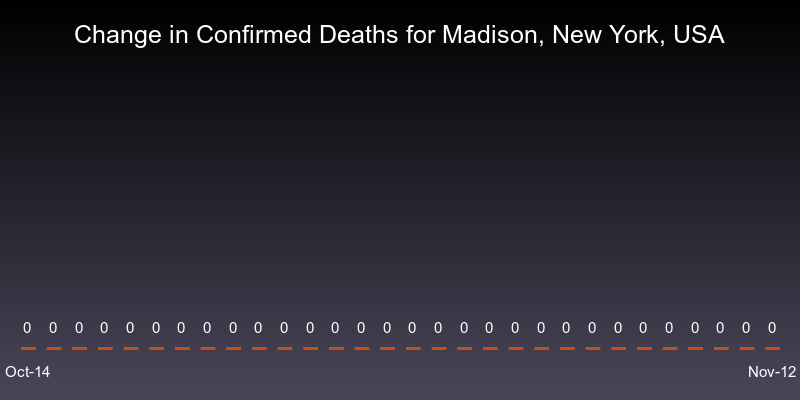 Change in Confirmed Deaths for Madison, New York, USA
0 0 0 0 0 0 0 0 0 0 0 0 0 0 0 0 0 0 0 0 0 0 0 0 0 0 0 0 0 0
Oct-14 Nov-12